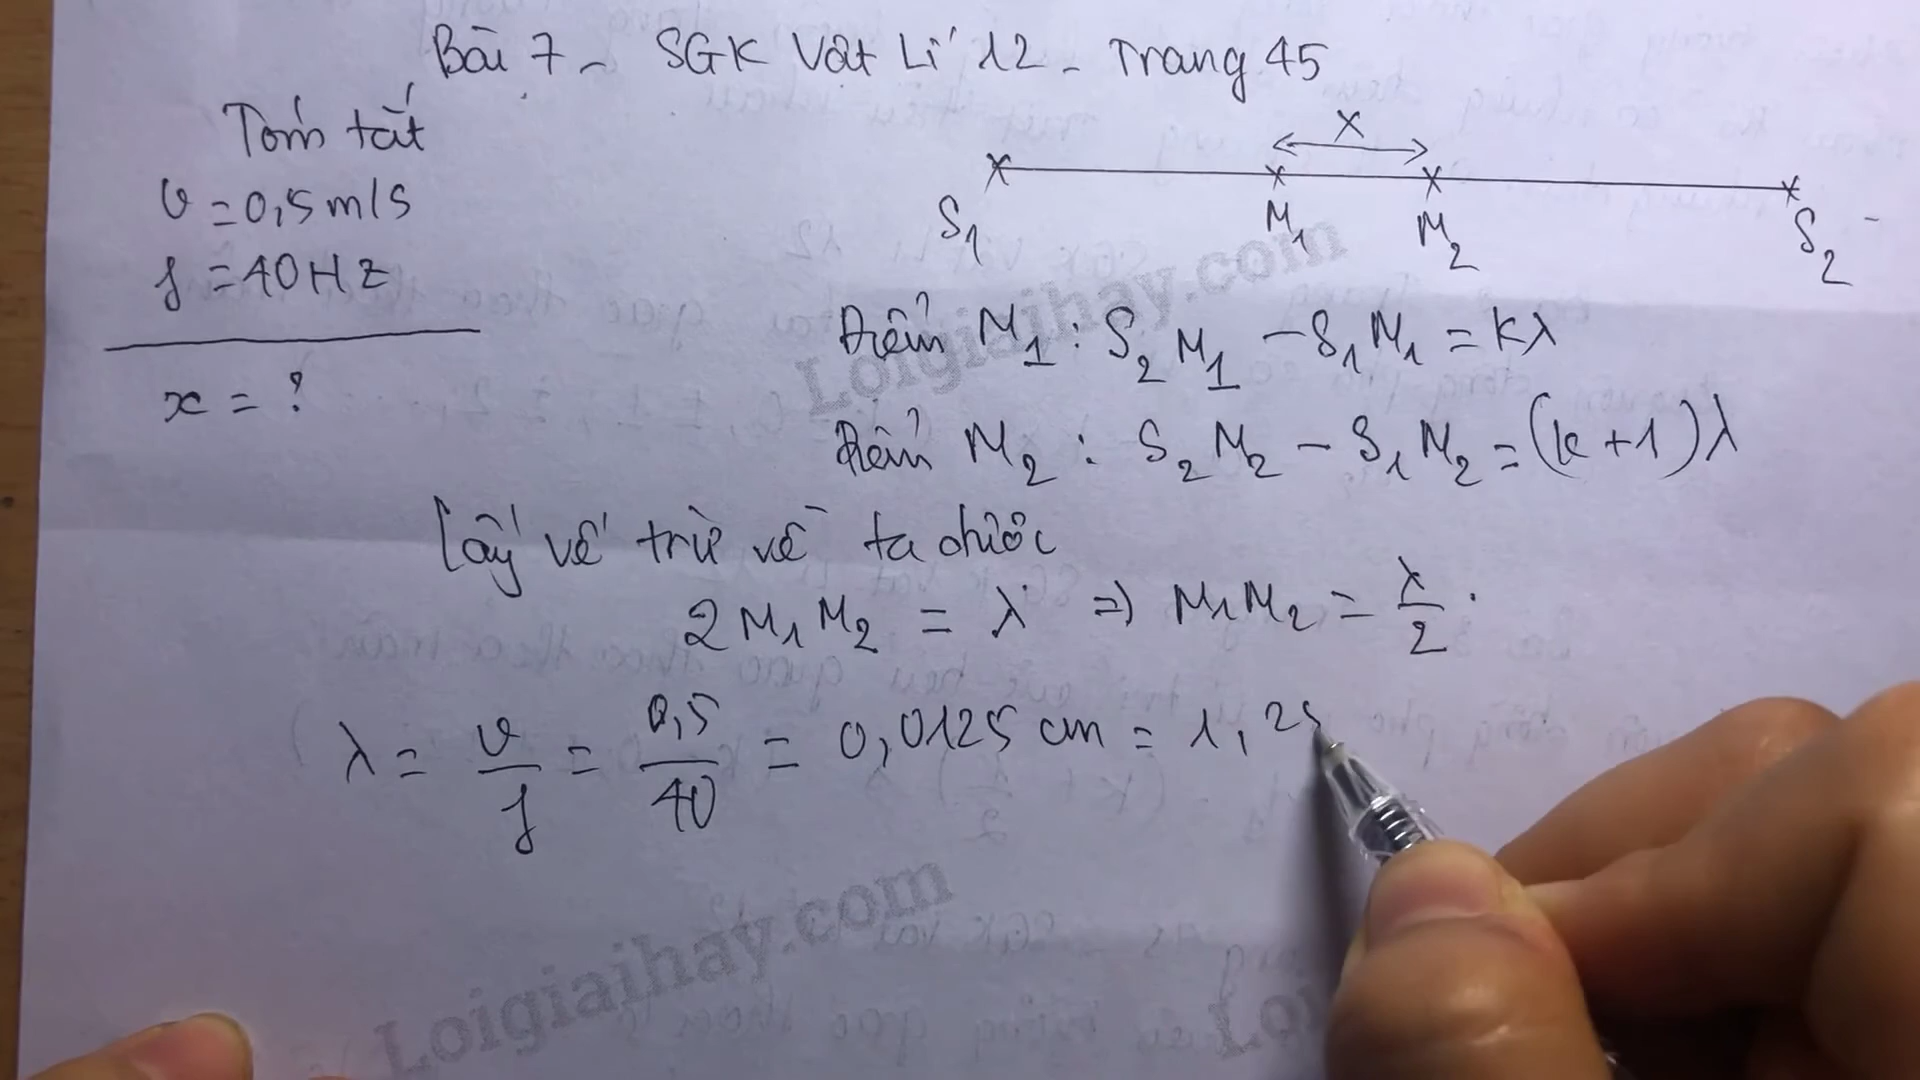 Bài 7 - SGK Vật Lí 12 - Trang 45
Tóm tắt
v = 0,5 m/s
f = 40 Hz
x = ?
x
S1 M1 M2 S2
Điểm M1 : S2M1 - S1M1 = kλ
Điểm M2 : S2M2 - S1M2 = (k+1)λ
Lấy vế trừ vế ta được
2M1M2 = λ => M1M2 = λ/2.
λ = v/f = 0,5/40 = 0,0125 cm = 1,25
Loigiaihay.com
Loigiaihay.com